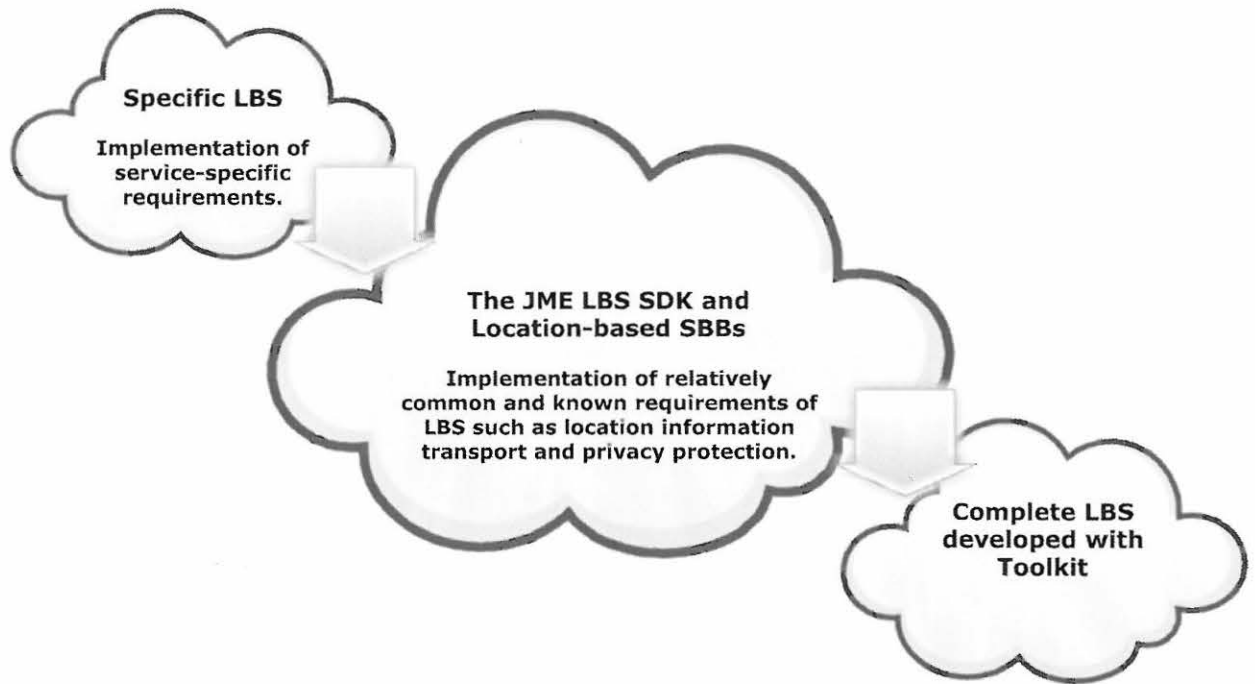 Specific LBS
Implementation of
service-specific
requirements.
The JME LBS SDK and
Location-based SBBs
Implementation of relatively
common and known requirements of
LBS such as location information
transport and privacy protection.
Complete LBS
developed with
Toolkit